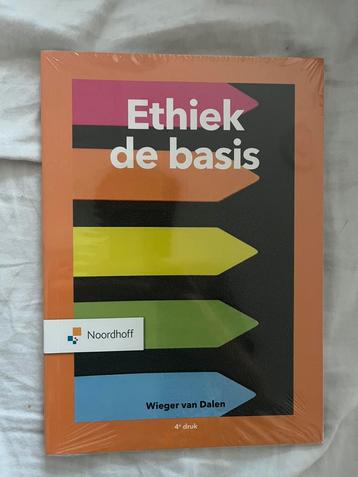 Ethiek
de basis
Noordhoff
Wieger van Dalen
4e druk